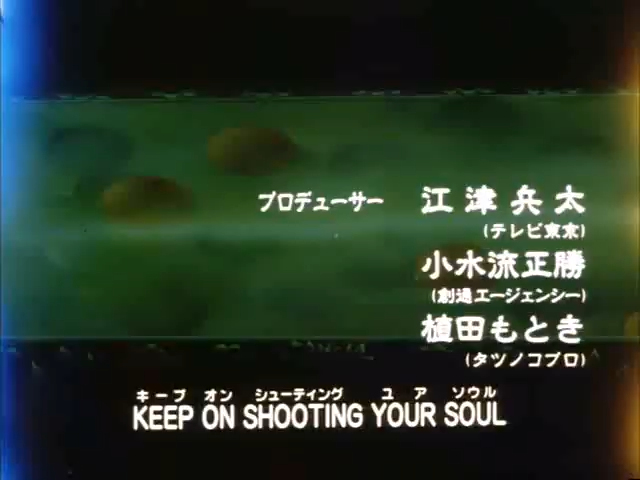 プロデューサー 江津兵太
(テレビ東京)
小水流正勝
(創通エージェンシー)
植田もとき
(タツノコプロ)
キープ オン シューティング ユア ソウル
KEEP ON SHOOTING YOUR SOUL